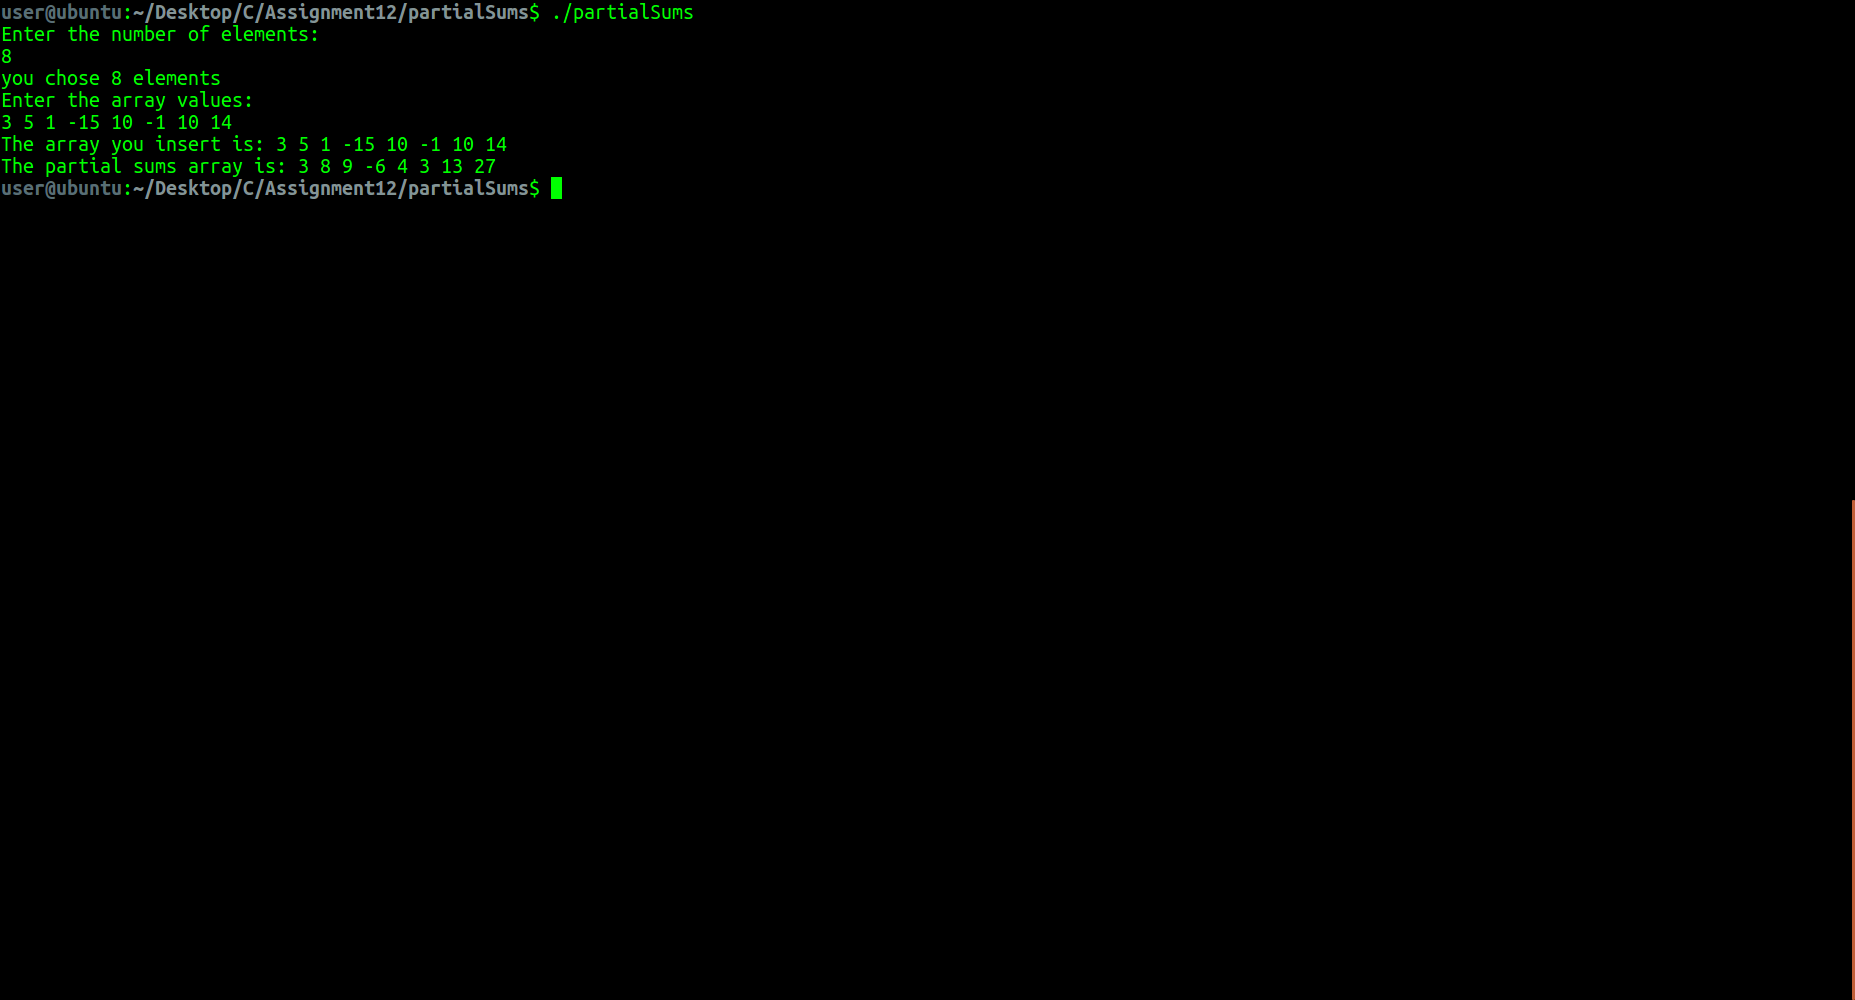 user@ubuntu:~/Desktop/C/Assignment12/partialSums$ ./partialSums
Enter the number of elements:
8
you chose 8 elements
Enter the array values:
3 5 1 -15 10 -1 10 14
The array you insert is: 3 5 1 -15 10 -1 10 14
The partial sums array is: 3 8 9 -6 4 3 13 27
user@ubuntu:~/Desktop/C/Assignment12/partialSums$